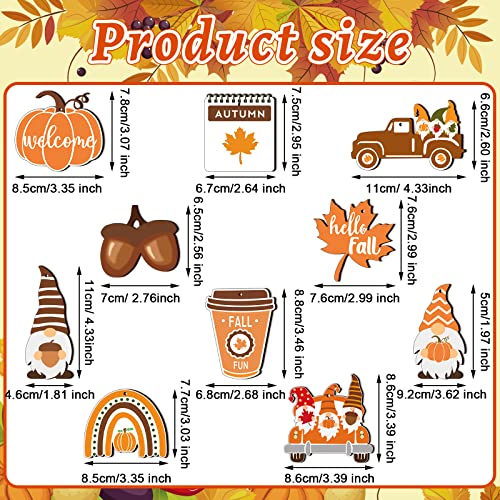 Product size
welcome
7.8cm/3.07 inch
8.5cm/3.35 inch
AUTUMN
7.5cm/2.95 inch
6.7cm/2.64 inch
6.6cm/2.60 inch
11cm/ 4.33inch
6.5cm/2.56 inch
7cm/ 2.76inch
hello
Fall
7.6cm/2.99 inch
7.6cm/2.99 inch
11cm/ 4.33inch
4.6cm/1.81 inch
FALL
FUN
8.8cm/3.46 inch
6.8cm/2.68 inch
5cm/1.97 inch
9.2cm/3.62 inch
7.7cm/3.03 inch
8.5cm/3.35 inch
8.6cm/3.39 inch
8.6cm/3.39 inch